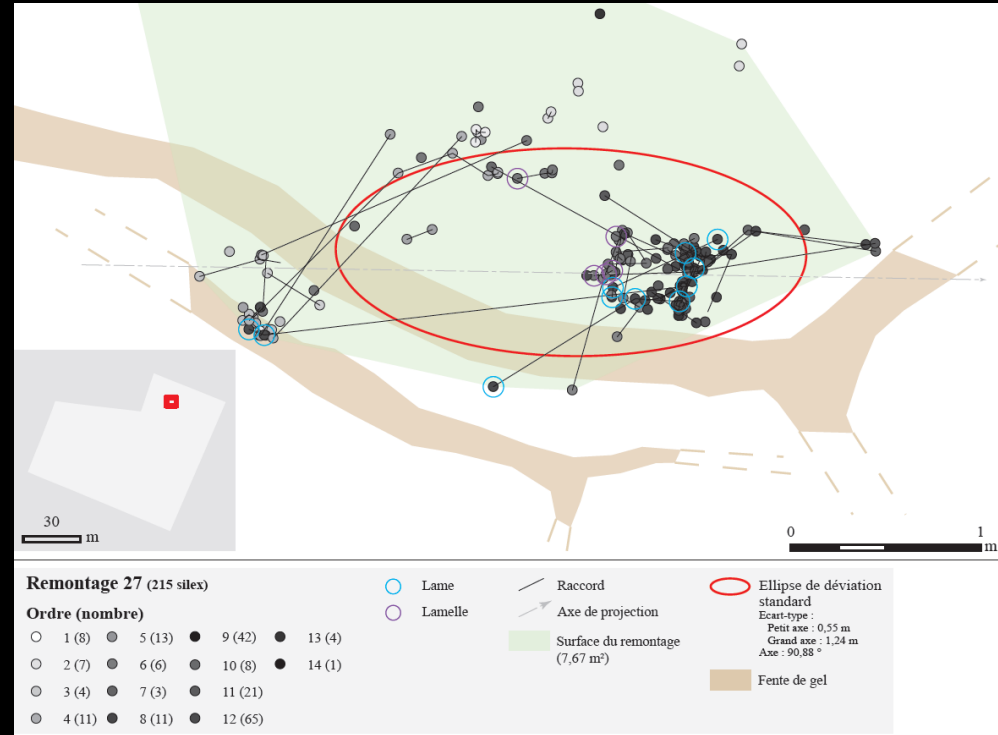 30
m
0
1
m
Remontage 27 (215 silex)
Ordre (nombre)
1 (8)
2 (7)
3 (4)
4 (11)
5 (13)
6 (6)
7 (3)
8 (11)
9 (42)
10 (8)
11 (21)
12 (65)
13 (4)
14 (1)
Lame
Lamelle
Raccord
Axe de projection
Surface du remontage
(7,67 m²)
Ellipse de déviation
standard
Ecart-type :
Petit axe : 0,55 m
Grand axe : 1,24 m
Axe : 90,88 °
Fente de gel